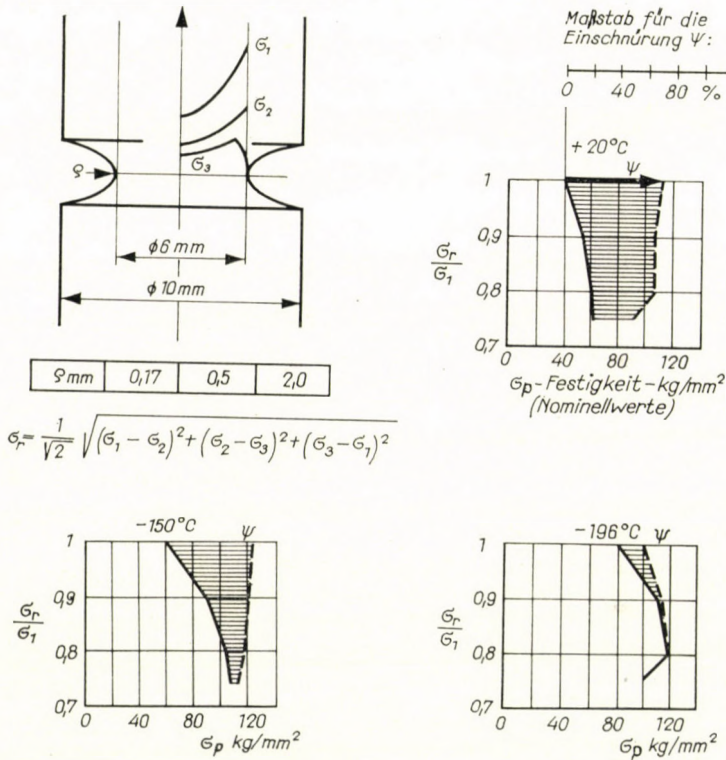 Maßstab für die
Einschnürung Ψ:
0 40 80 %
σ₁
σ₂
σ₃
ϱ
ϕ6 mm
ϕ10 mm
ϱ mm 0,17 0,5 2,0
σᵣ = 1/√2 √(σ₁ − σ₂)² + (σ₂ − σ₃)² + (σ₃ − σ₁)²
+20°C
Ψ
1
0,9
σᵣ/σ₁
0,8
0,7
0 40 80 120
σp-Festigkeit-kg/mm²
(Nominellwerte)
-150°C Ψ
1
0,9
σᵣ/σ₁
0,8
0,7
0 40 80 120
σp kg/mm²
-196°C Ψ
1
0,9
σᵣ/σ₁
0,8
0,7
0 40 80 120
σp kg/mm²